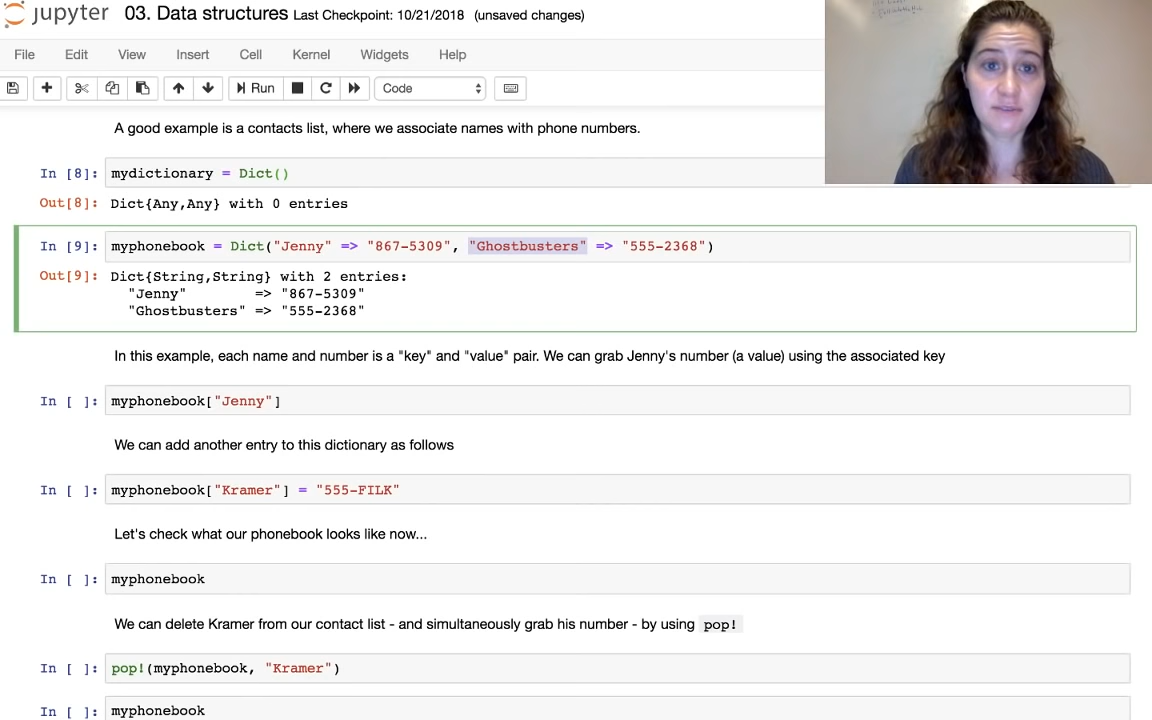 jupyter 03. Data structures Last Checkpoint: 10/21/2018 (unsaved changes)
File Edit View Insert Cell Kernel Widgets Help
Run Code
A good example is a contacts list, where we associate names with phone numbers.
In [8]: mydictionary = Dict()
Out[8]: Dict{Any,Any} with 0 entries
In [9]: myphonebook = Dict("Jenny" => "867-5309", "Ghostbusters" => "555-2368")
Out[9]: Dict{String,String} with 2 entries:
"Jenny" => "867-5309"
"Ghostbusters" => "555-2368"
In this example, each name and number is a "key" and "value" pair. We can grab Jenny's number (a value) using the associated key
In [ ]: myphonebook["Jenny"]
We can add another entry to this dictionary as follows
In [ ]: myphonebook["Kramer"] = "555-FILK"
Let's check what our phonebook looks like now...
In [ ]: myphonebook
We can delete Kramer from our contact list - and simultaneously grab his number - by using pop!
In [ ]: pop!(myphonebook, "Kramer")
In [ ]: myphonebook